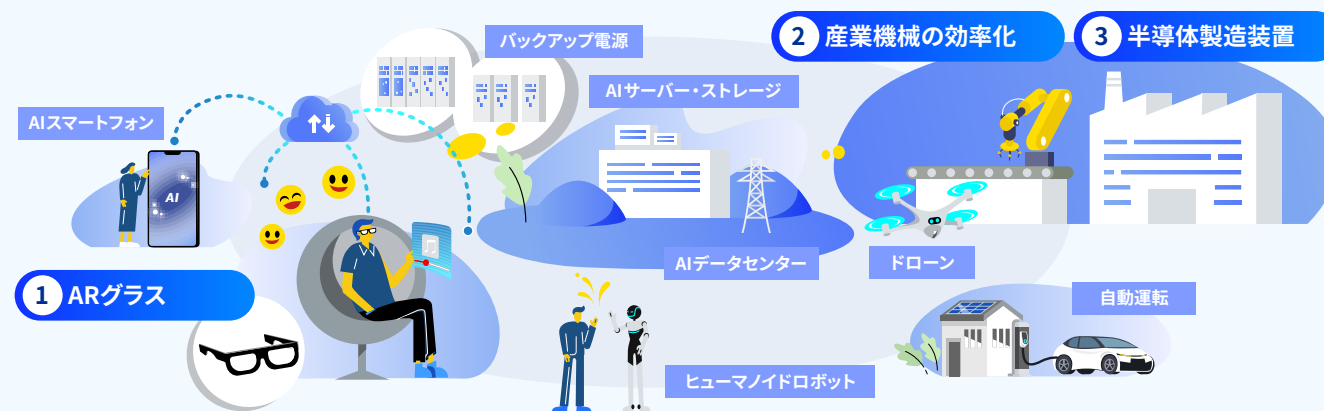 バックアップ電源
2 産業機械の効率化
3 半導体製造装置
AIサーバー・ストレージ
AIスマートフォン
AI
AIデータセンター
ドローン
1 ARグラス
自動運転
ヒューマノイドロボット